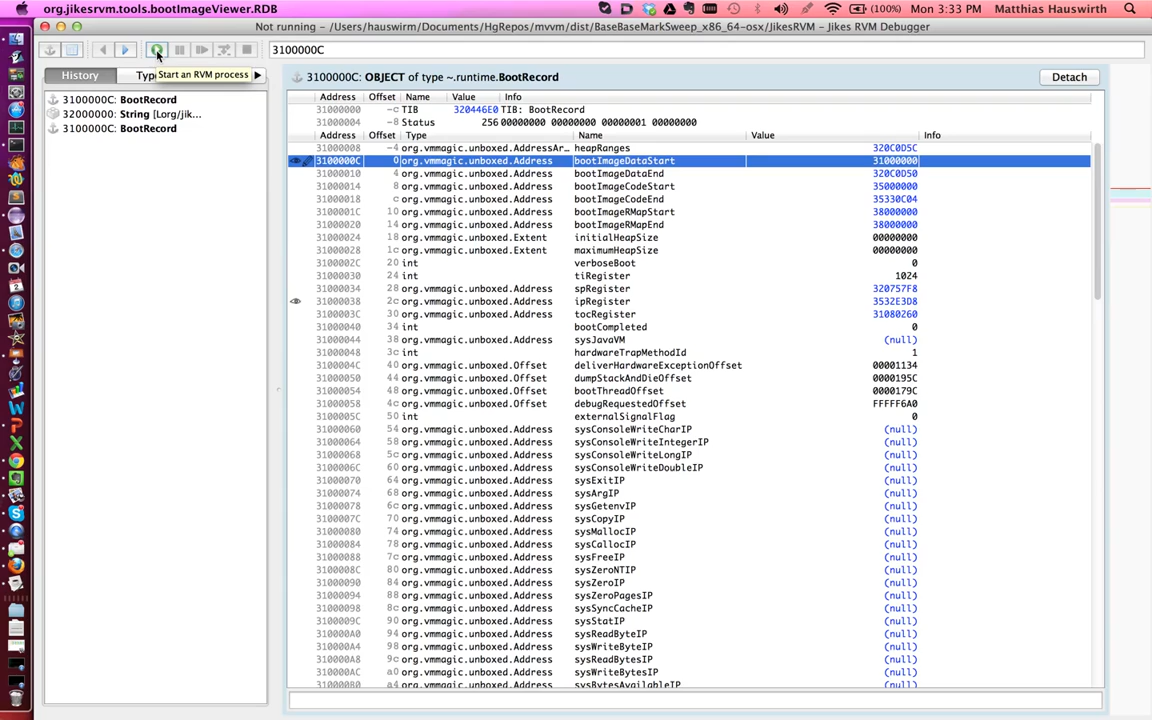 org.jikesrvm.tools.bootImageViewer.RDB (100%) Mon 3:33 PM Matthias Hauswirth
Not running — /Users/hauswirm/Documents/HgRepos/mvvm/dist/BaseBaseMarkSweep_x86_64-osx/JikesRVM – Jikes RVM Debugger
3100000C
History Typ Start an RVM process
3100000C: OBJECT of type ~.runtime.BootRecord Detach
3100000C: BootRecord
32000000: String [Lorg/jik...
3100000C: BootRecord
Address Offset Name Value Info
31000000 -c TIB 320446E0 TIB: BootRecord
31000004 -8 Status 256 00000000 00000000 00000001 00000000
Address Offset Type Name Value Info
31000008 -4 org.vmmagic.unboxed.AddressAr... heapRanges 320C0D5C
3100000C 0 org.vmmagic.unboxed.Address bootImageDataStart 31000000
31000010 4 org.vmmagic.unboxed.Address bootImageDataEnd 320C0D50
31000014 8 org.vmmagic.unboxed.Address bootImageCodeStart 35000000
31000018 c org.vmmagic.unboxed.Address bootImageCodeEnd 35330C04
3100001C 10 org.vmmagic.unboxed.Address bootImageRMapStart 38000000
31000020 14 org.vmmagic.unboxed.Address bootImageRMapEnd 38000000
31000024 18 org.vmmagic.unboxed.Extent initialHeapSize 00000000
31000028 1c org.vmmagic.unboxed.Extent maximumHeapSize 00000000
3100002C 20 int verboseBoot 0
31000030 24 int tiRegister 1024
31000034 28 org.vmmagic.unboxed.Address spRegister 320757F8
31000038 2c org.vmmagic.unboxed.Address ipRegister 3532E3D8
3100003C 30 org.vmmagic.unboxed.Address tocRegister 31080260
31000040 34 int bootCompleted 0
31000044 38 org.vmmagic.unboxed.Address sysJavaVM (null)
31000048 3c int hardwareTrapMethodId 1
3100004C 40 org.vmmagic.unboxed.Offset deliverHardwareExceptionOffset 00001134
31000050 44 org.vmmagic.unboxed.Offset dumpStackAndDieOffset 0000195C
31000054 48 org.vmmagic.unboxed.Offset bootThreadOffset 0000179C
31000058 4c org.vmmagic.unboxed.Offset debugRequestedOffset FFFFF6A0
3100005C 50 int externalSignalFlag 0
31000060 54 org.vmmagic.unboxed.Address sysConsoleWriteCharIP (null)
31000064 58 org.vmmagic.unboxed.Address sysConsoleWriteIntegerIP (null)
31000068 5c org.vmmagic.unboxed.Address sysConsoleWriteLongIP (null)
3100006C 60 org.vmmagic.unboxed.Address sysConsoleWriteDoubleIP (null)
31000070 64 org.vmmagic.unboxed.Address sysExitIP (null)
31000074 68 org.vmmagic.unboxed.Address sysArgIP (null)
31000078 6c org.vmmagic.unboxed.Address sysGetenvIP (null)
3100007C 70 org.vmmagic.unboxed.Address sysCopyIP (null)
31000080 74 org.vmmagic.unboxed.Address sysMallocIP (null)
31000084 78 org.vmmagic.unboxed.Address sysCallocIP (null)
31000088 7c org.vmmagic.unboxed.Address sysFreeIP (null)
3100008C 80 org.vmmagic.unboxed.Address sysZeroNTIP (null)
31000090 84 org.vmmagic.unboxed.Address sysZeroIP (null)
31000094 88 org.vmmagic.unboxed.Address sysZeroPagesIP (null)
31000098 8c org.vmmagic.unboxed.Address sysSyncCacheIP (null)
3100009C 90 org.vmmagic.unboxed.Address sysStatIP (null)
310000A0 94 org.vmmagic.unboxed.Address sysReadByteIP (null)
310000A4 98 org.vmmagic.unboxed.Address sysWriteByteIP (null)
310000A8 9c org.vmmagic.unboxed.Address sysReadBytesIP (null)
310000AC a0 org.vmmagic.unboxed.Address sysWriteBytesIP (null)
310000B0 a4 org.vmmagic.unboxed.Address sysBytesAvailableIP (null)